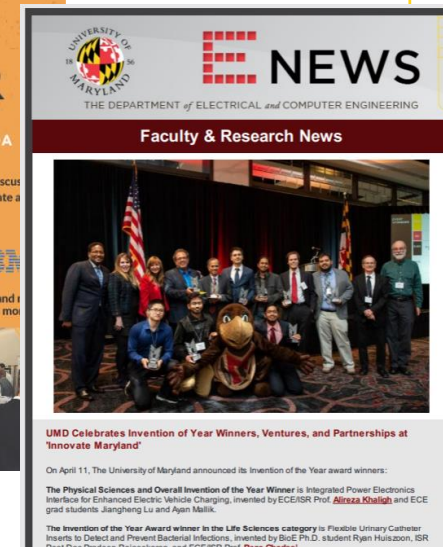 UNIVERSITY OF
18 56
MARYLAND
E NEWS
THE DEPARTMENT of ELECTRICAL and COMPUTER ENGINEERING
Faculty & Research News
UMD Celebrates Invention of Year Winners, Ventures, and Partnerships at
'Innovate Maryland'
On April 11, The University of Maryland announced its Invention of the Year award winners:
The Physical Sciences and Overall Invention of the Year Winner is Integrated Power Electronics
Interface for Enhanced Electric Vehicle Charging, invented by ECE/ISR Prof. Alireza Khaligh and ECE
grad students Jiangheng Lu and Ayan Mallik.
The Invention of the Year Award winner in the Life Sciences category is Flexible Urinary Catheter
Inserts to Detect and Prevent Bacterial Infections, invented by BioE Ph.D. student Ryan Huiszoon, ISR